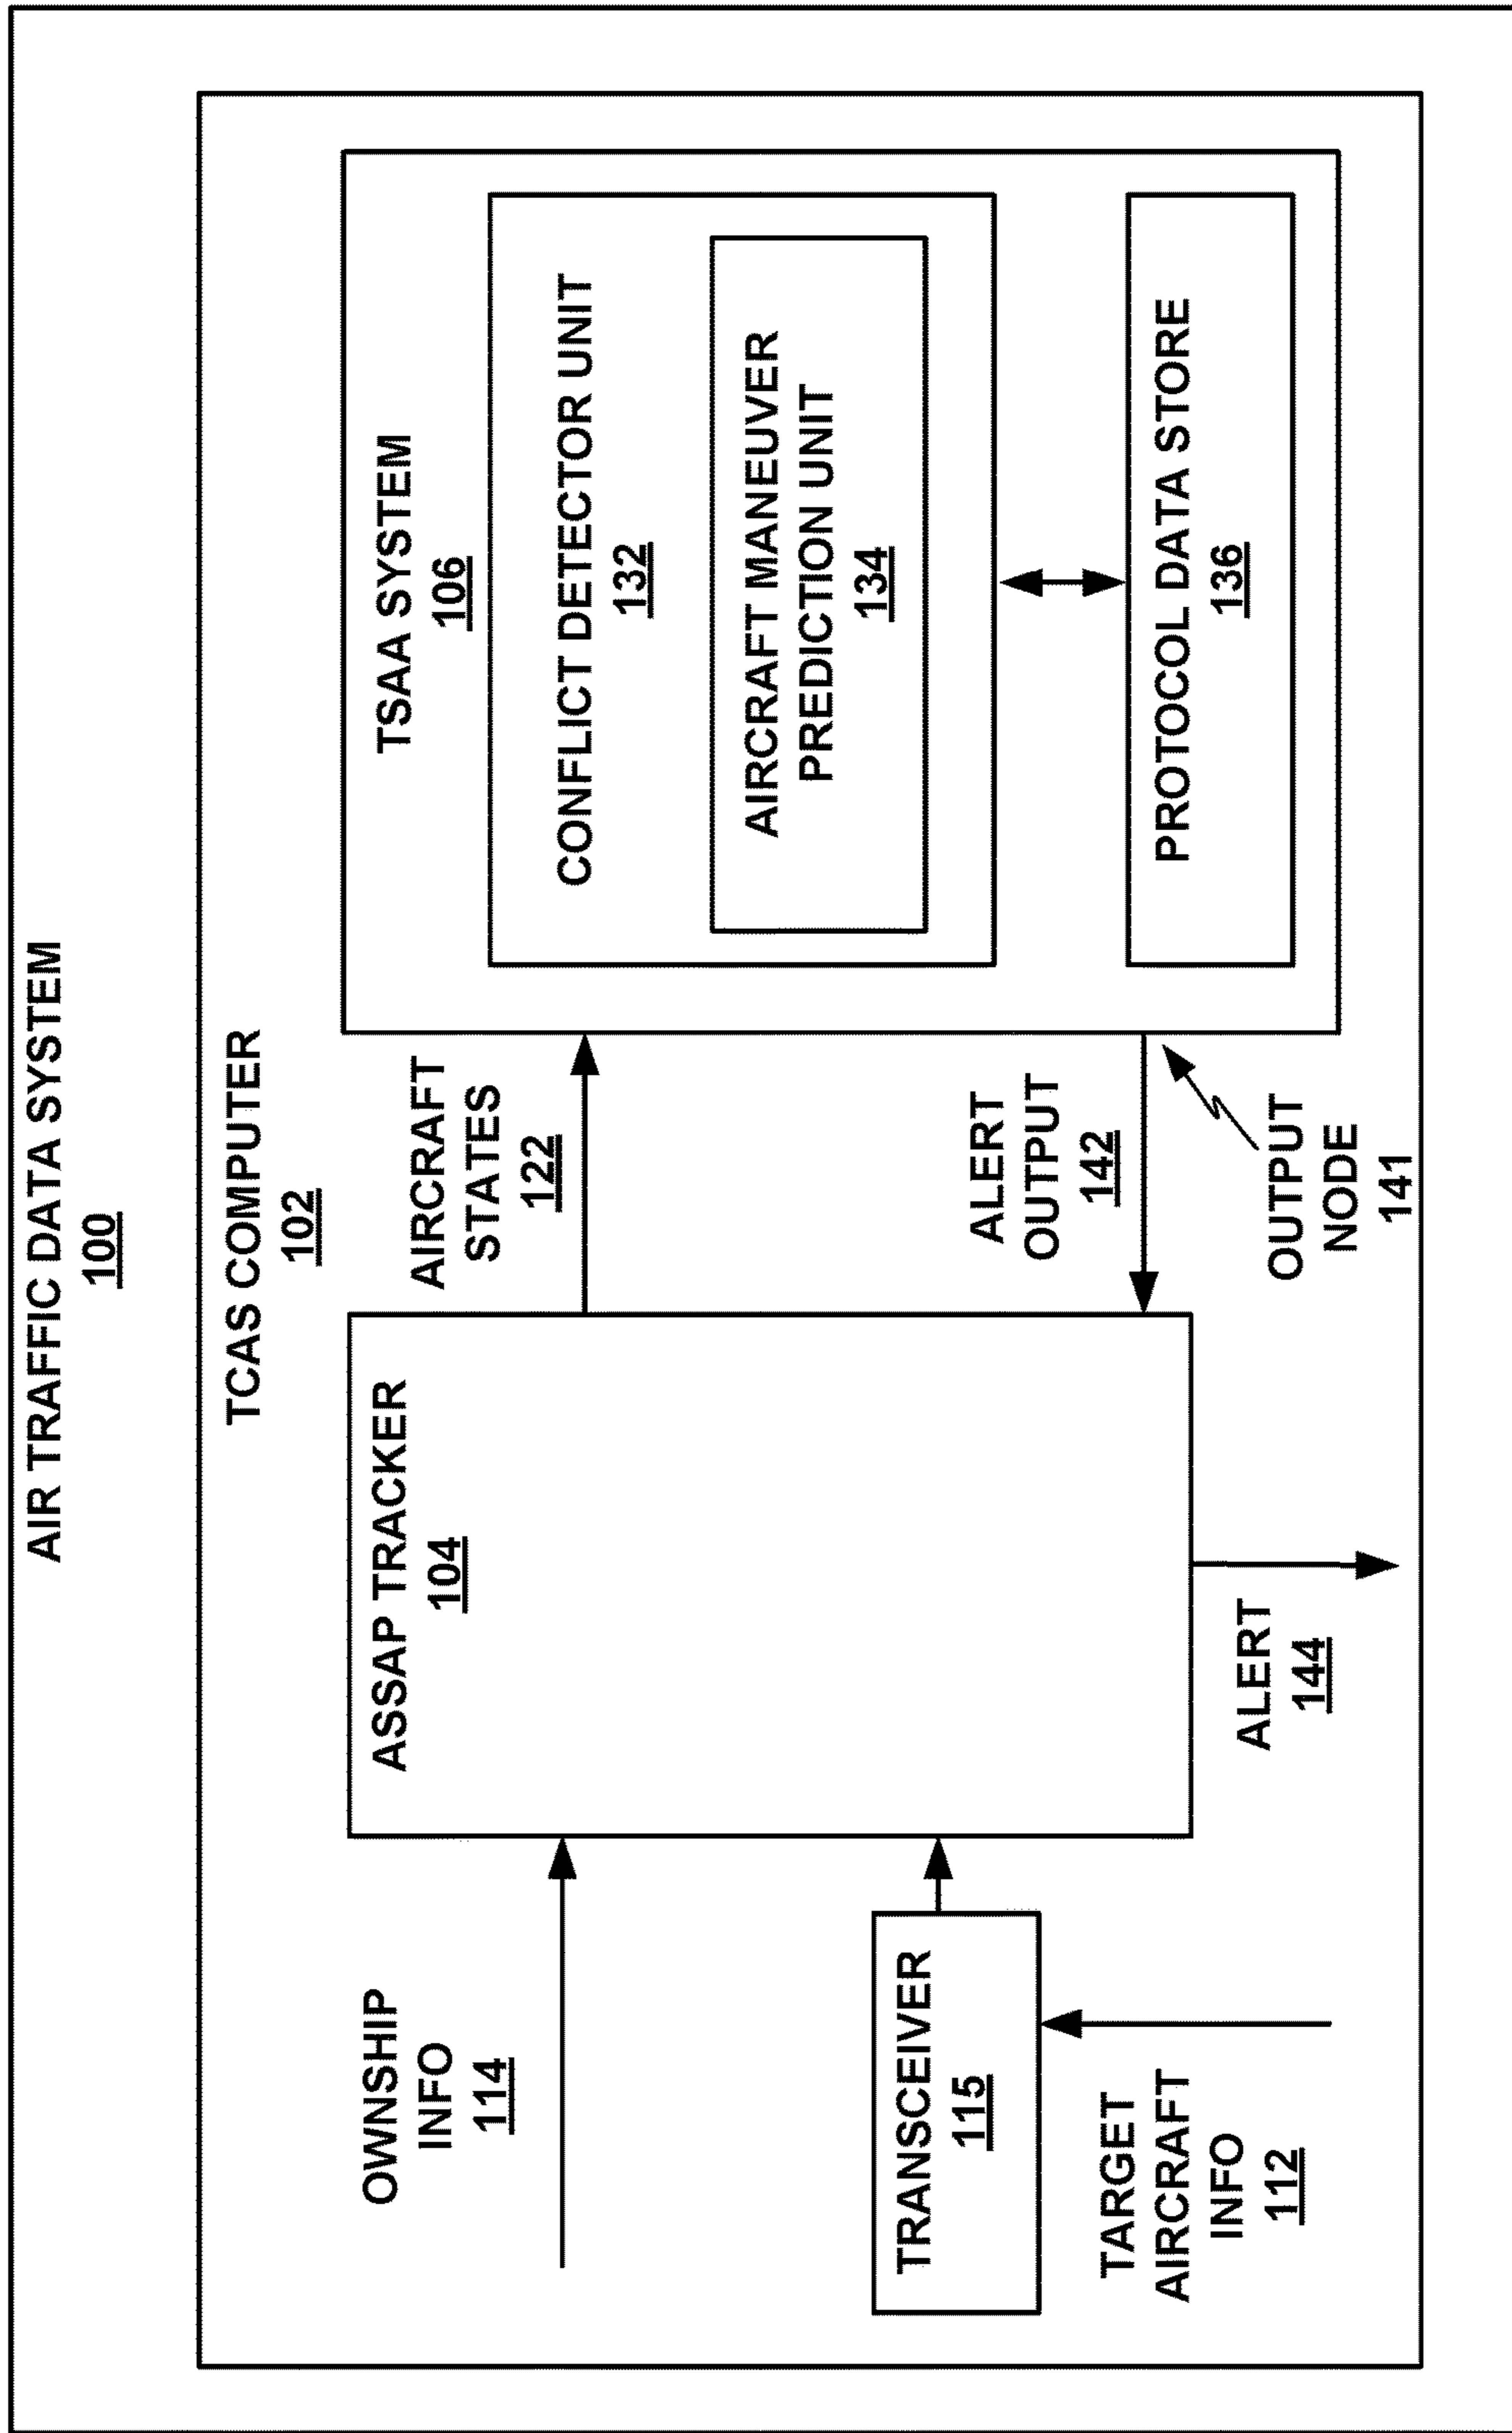 AIR TRAFFIC DATA SYSTEM
100
TCAS COMPUTER
102
OWNSHIP
INFO
114
TRANSCEIVER
115
TARGET
AIRCRAFT
INFO
112
ASSAP TRACKER
104
ALERT
144
AIRCRAFT
STATES
122
ALERT
OUTPUT
142
OUTPUT
NODE
141
TSAA SYSTEM
106
CONFLICT DETECTOR UNIT
132
AIRCRAFT MANEUVER
PREDICTION UNIT
134
PROTOCOL DATA STORE
136